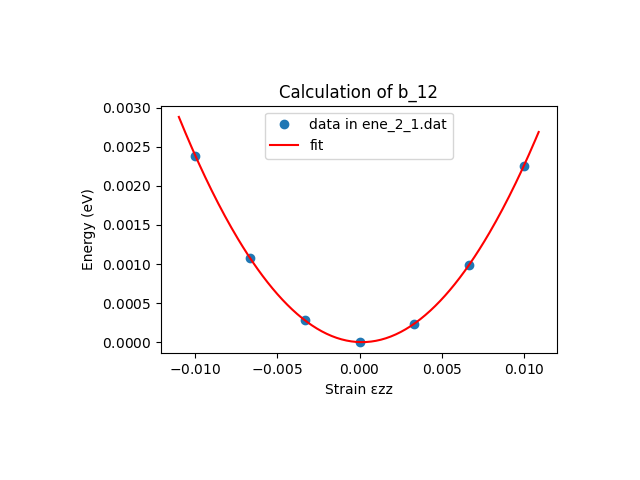 Calculation of b_12
data in ene_2_1.dat
fit
Energy (eV)
0.0030
0.0025
0.0020
0.0015
0.0010
0.0005
0.0000
−0.010 −0.005 0.000 0.005 0.010
Strain εzz